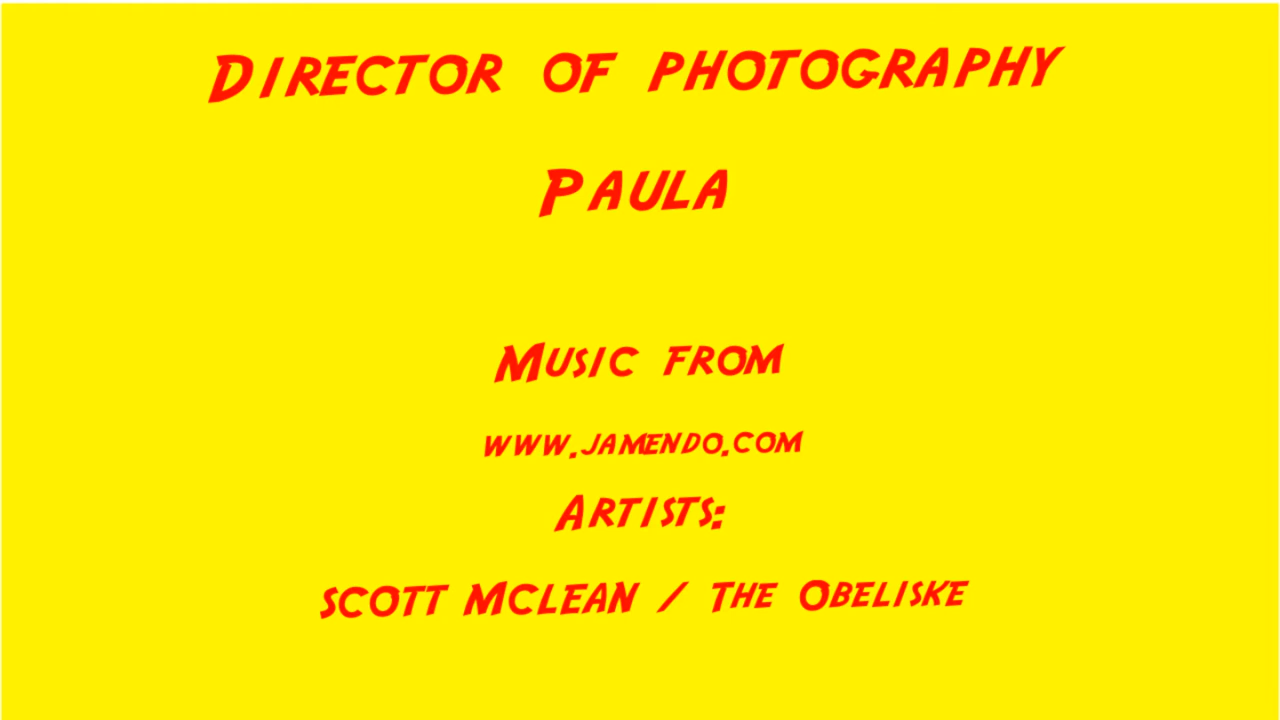 Director of photography
Paula
Music from
www.jamendo.com
Artists:
scott Mclean / the Obeliske